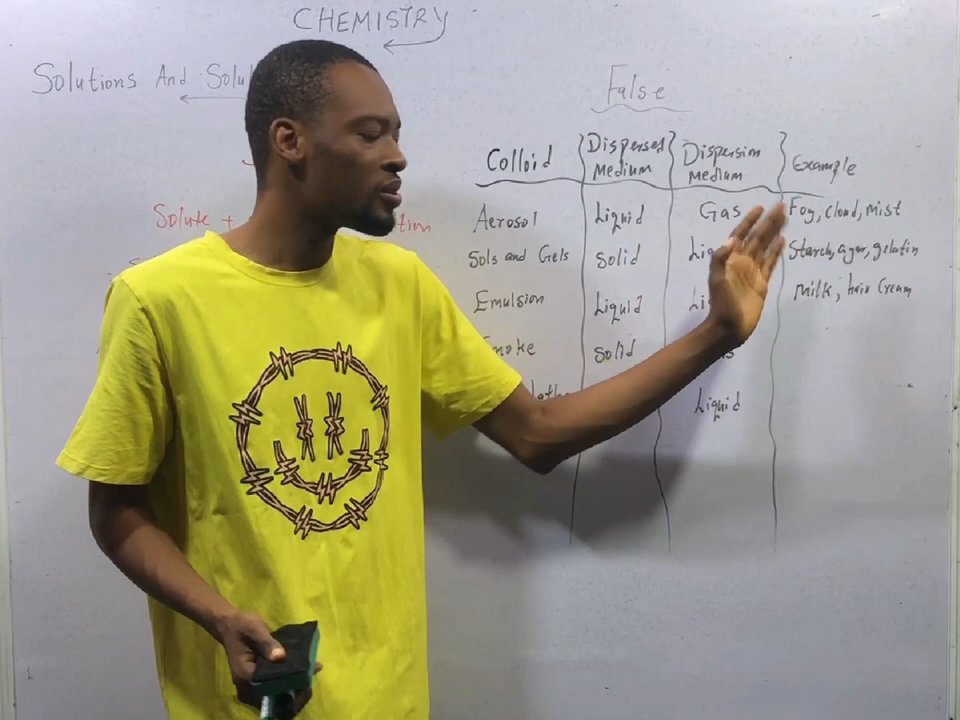 CHEMISTRY
Solutions And
False
Colloid Dispersed Medium Dispersion Medium Example
Solute +
Aerosol Liquid Gas Fog, cloud, mist
Sols and Gels Solid Starch, agar, gelatin
Emulsion Liquid Milk, hair cream
Solid
Liquid